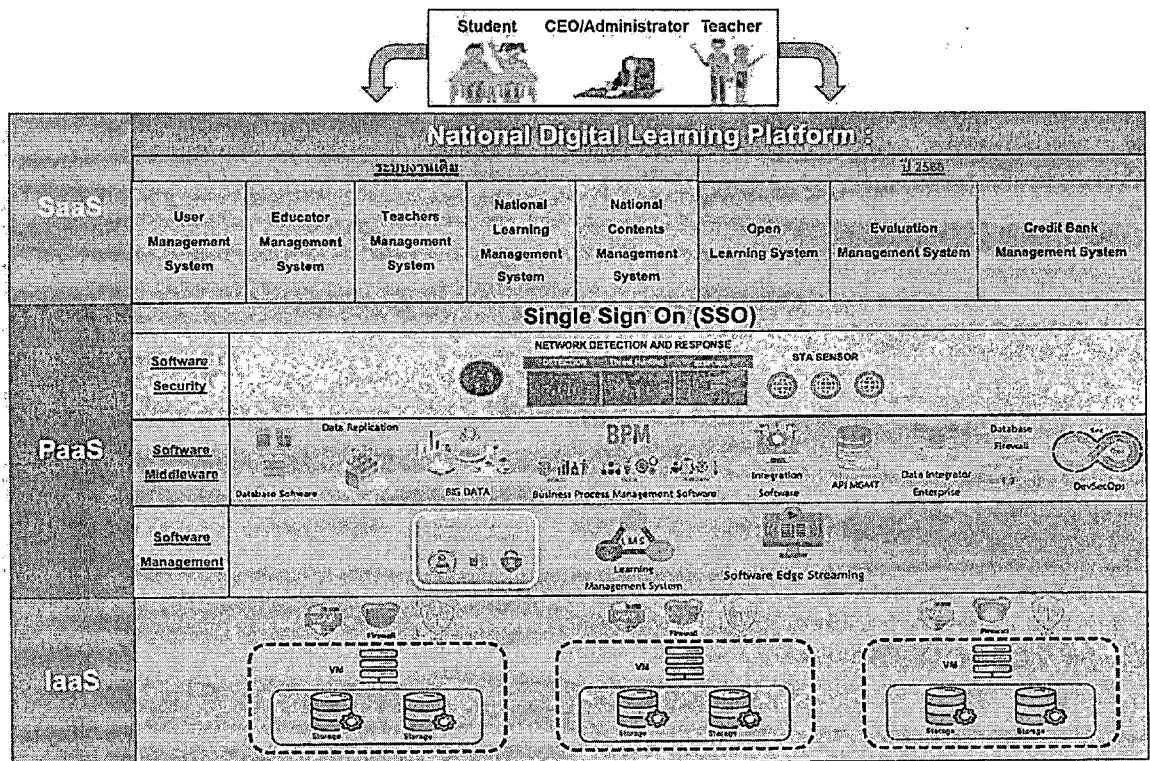 Student CEO/Administrator Teacher
National Digital Learning Platform :
ระบบงานเดิม
SaaS
User
Management
System
Educator
Management
System
Teachers
Management
System
National
Learning
Management
System
National
Contents
Management
System
Open
Learning System
Evaluation
Management System
Credit Bank
Management System
Single Sign On (SSO)
PaaS
Software
Security
NETWORK DETECTION AND RESPONSE
DETECTION
STA SENSOR
Software
Middleware
Database Software
Data Replication
BIG DATA
BPM
Business Process Management Software
Integration
Software
API MGMT
Data Integrator
Enterprise
Database
Firewall
DevSecOps
Software
Management
LMS
Learning
Management System
Software Edge Streaming
IaaS
Firewall
VM
Storage Storage
Firewall
VM
Storage Storage
Firewall
VM
Storage Storage